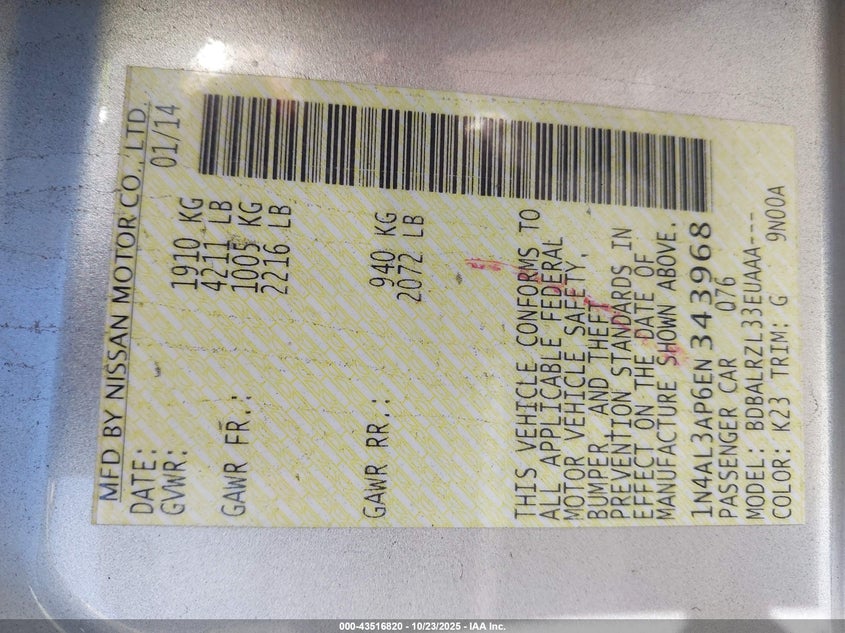 MFD BY NISSAN MOTOR CO., LTD.
DATE: 01/14
GVWR: 1910 KG
4211 LB
GAWR FR.: 1005 KG
2216 LB
GAWR RR.: 940 KG
2072 LB
THIS VEHICLE CONFORMS TO
ALL APPLICABLE FEDERAL
MOTOR VEHICLE SAFETY,
BUMPER, AND THEFT
PREVENTION STANDARDS IN
EFFECT ON THE DATE OF
MANUFACTURE SHOWN ABOVE.
1N4AL3AP6EN343968
PASSENGER CAR 076
MODEL: BDBALRZL33EUAAA---
COLOR: K23 TRIM: G 9N00A
000-43516820 - 10/23/2025 - IAA Inc.